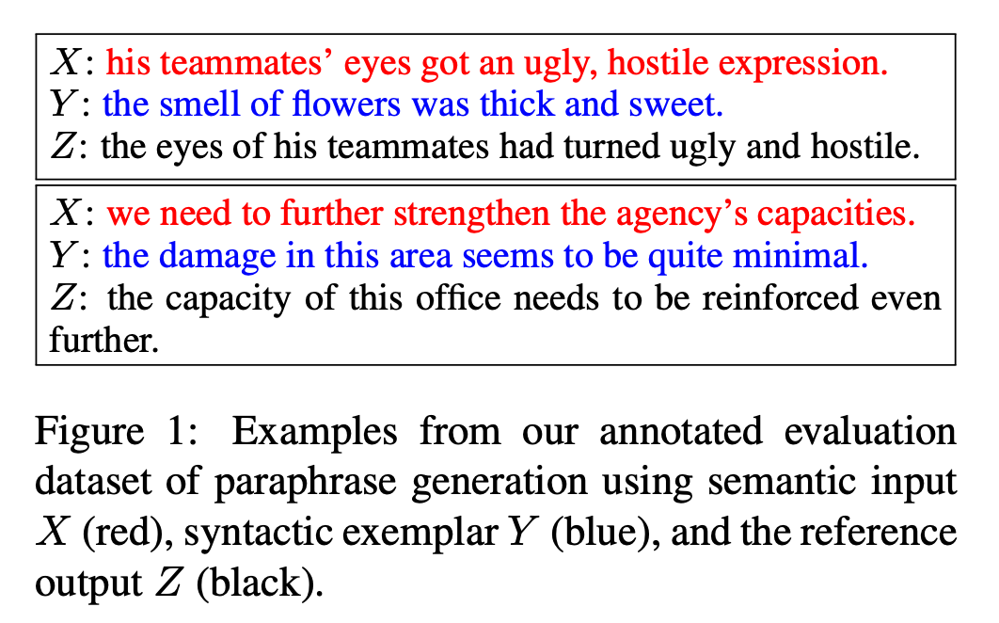 X: his teammates’ eyes got an ugly, hostile expression.
Y: the smell of flowers was thick and sweet.
Z: the eyes of his teammates had turned ugly and hostile.
X: we need to further strengthen the agency’s capacities.
Y: the damage in this area seems to be quite minimal.
Z: the capacity of this office needs to be reinforced even
further.
Figure 1: Examples from our annotated evaluation
dataset of paraphrase generation using semantic input
X (red), syntactic exemplar Y (blue), and the reference
output Z (black).